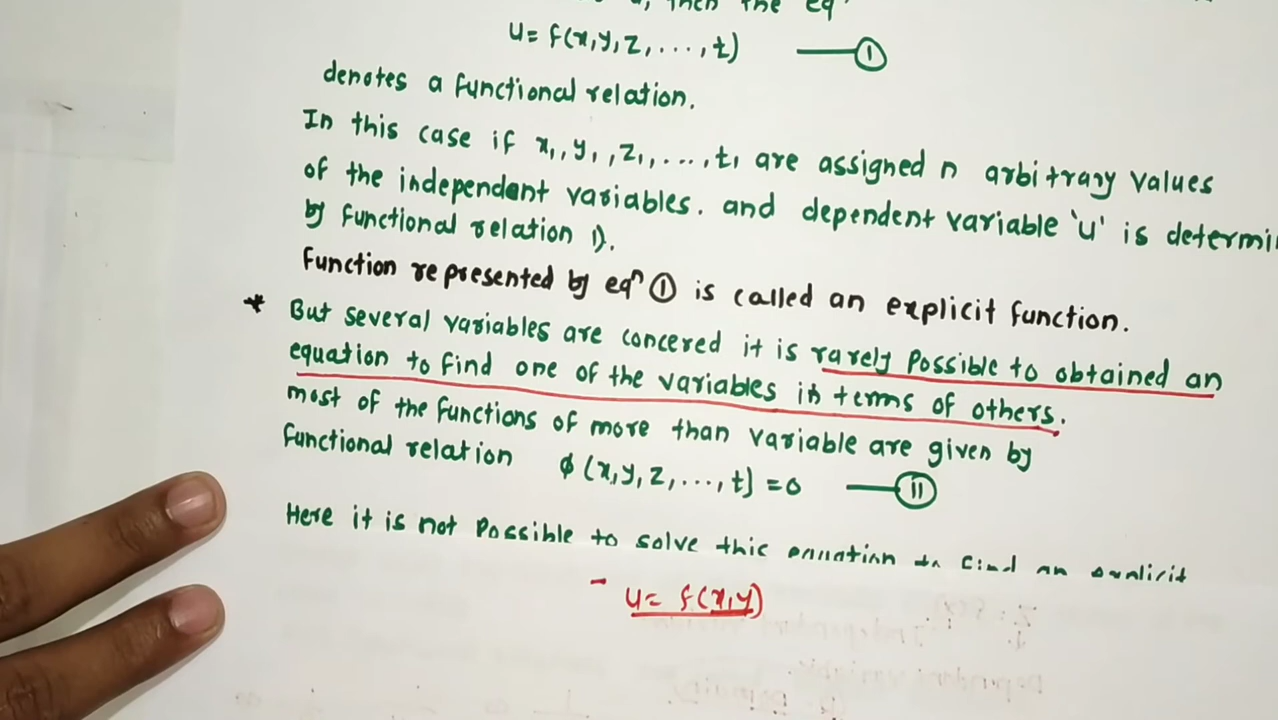 u, then the eqⁿ
u= f(x,y,z,...,t) —— ①
denotes a functional relation.
In this case if x₁,y₁,z₁,...,t₁ are assigned n arbitrary values
of the independent variables. and dependent variable 'u' is determi
by functional relation 1).
Function represented by eqⁿ ① is called an explicit function.
* But several variables are concered it is rarely possible to obtained an
equation to find one of the variables in terms of others.
most of the functions of more than variable are given by
functional relation ϕ(x,y,z,...,t) =0 —— ⓘⓘ
Here it is not possible to solve this equation to find an explicit
u= f(x,y)